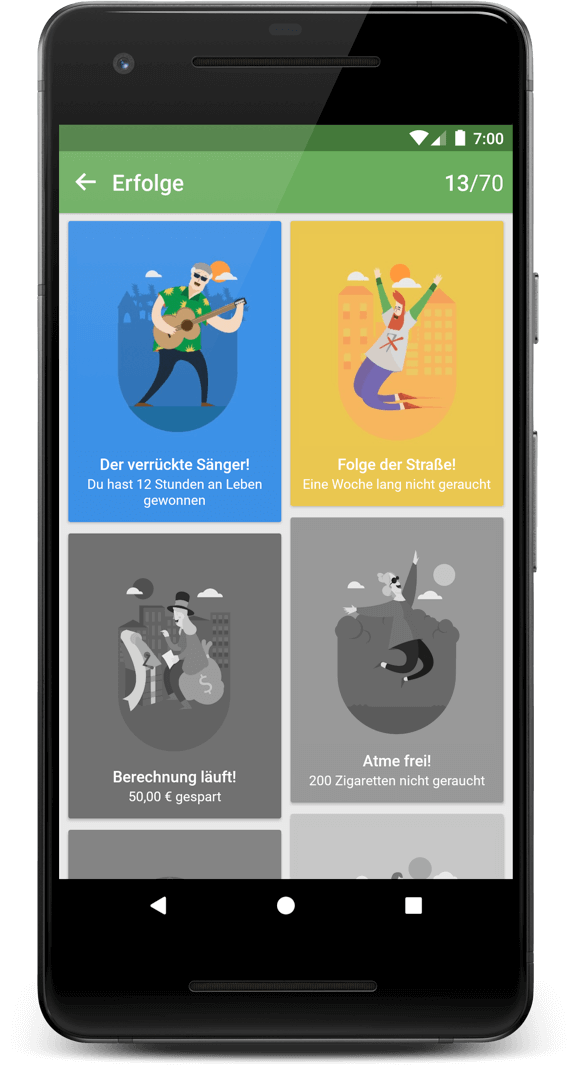 7:00
Erfolge
13/70
Der verrückte Sänger!
Du hast 12 Stunden an Leben
gewonnen
Folge der Straße!
Eine Woche lang nicht geraucht
Berechnung läuft!
50,00 € gespart
Atme frei!
200 Zigaretten nicht geraucht